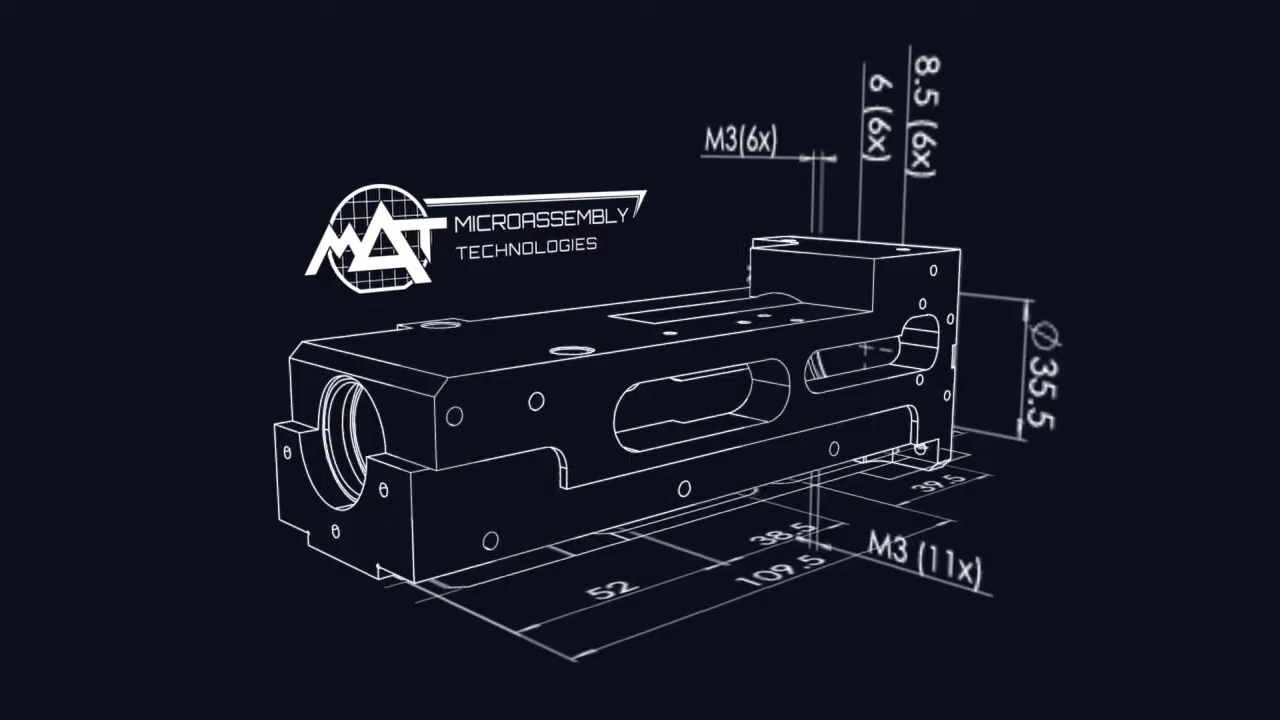 8.5 (6x)
6 (6x)
M3(6x)
MAT
MICROASSEMBLY
TECHNOLOGIES
Ø 35.5
39.5
38.5
M3 (11x)
109.5
52